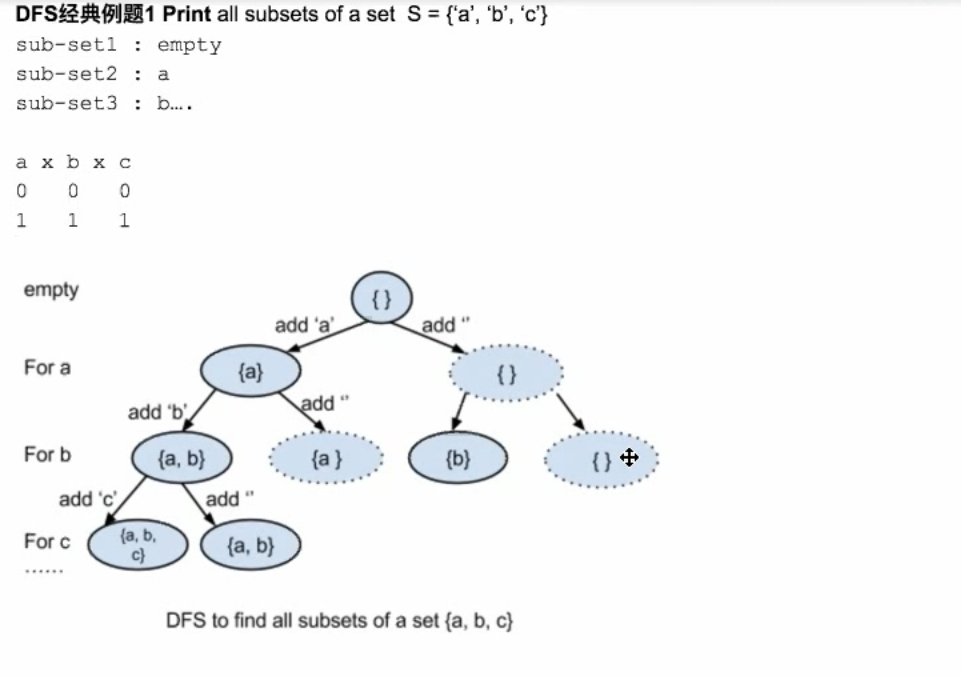 DFS经典例题1 Print all subsets of a set S = {‘a’, ‘b’, ‘c’}
sub-set1 : empty
sub-set2 : a
sub-set3 : b….
a x b x c
0 0 0
1 1 1
empty
{ }
add ‘a’
add ‘’
For a
{a}
{ }
add ‘b’
add ‘’
For b
{a, b}
{a }
{b}
{ }
add ‘c’
add ‘’
For c
{a, b,
c}
{a, b}
......
DFS to find all subsets of a set {a, b, c}